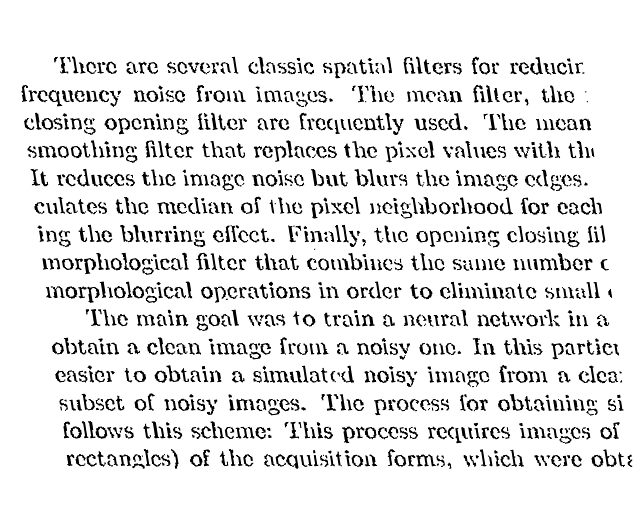 There are several classic spatial filters for reducin
frequency noise from images. The mean filter, the
closing opening filter are frequently used. The mean
smoothing filter that replaces the pixel values with the
It reduces the image noise but blurs the image edges.
culates the median of the pixel neighborhood for each
ing the blurring effect. Finally, the opening closing fil
morphological filter that combines the same number
morphological operations in order to eliminate small
The main goal was to train a neural network in a
obtain a clean image from a noisy one. In this particu
easier to obtain a simulated noisy image from a clea
subset of noisy images. The process for obtaining si
follows this scheme: This process requires images of
rectangles) of the acquisition forms, which were obta